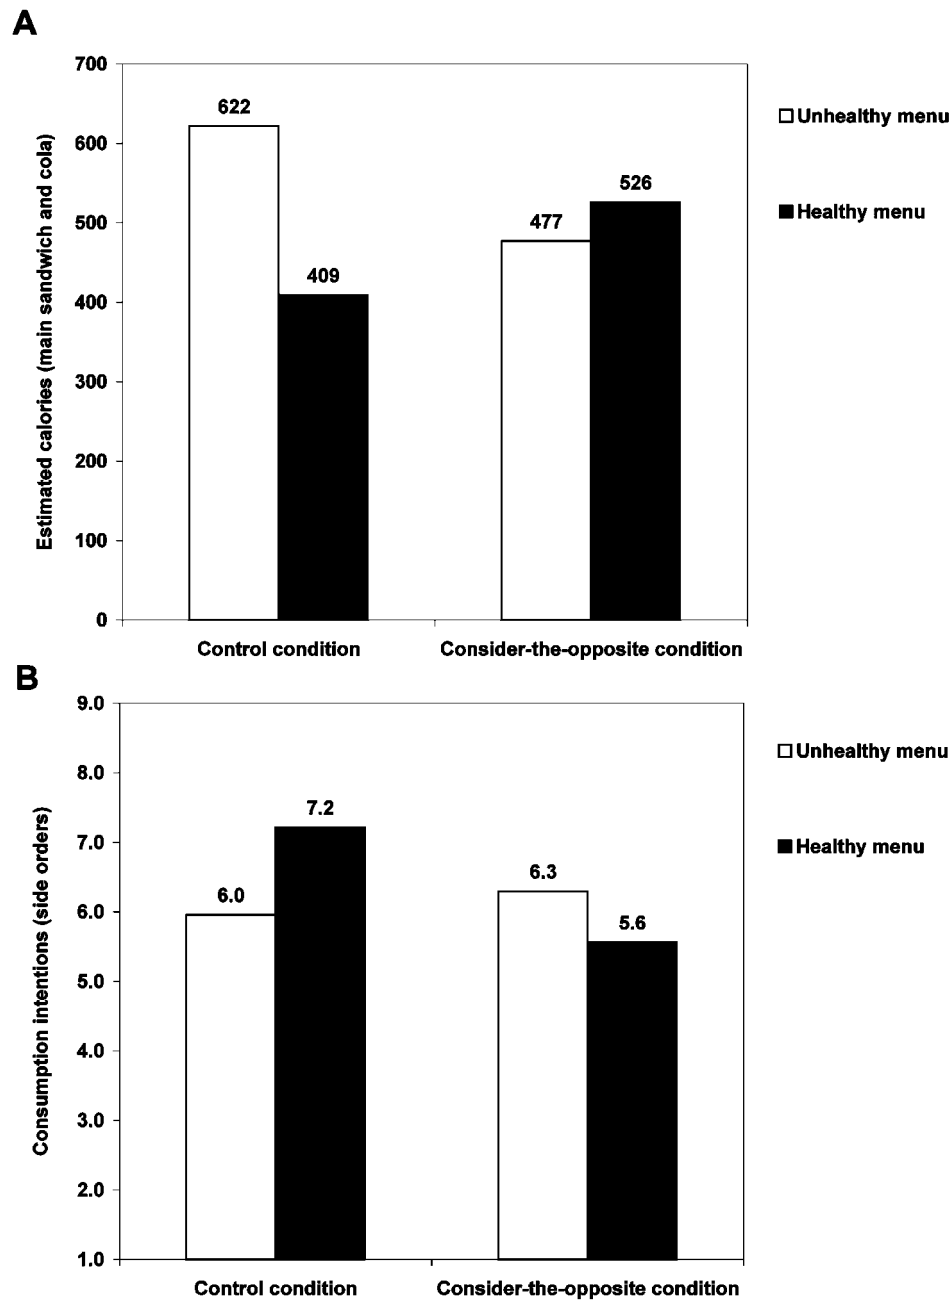 A
700
600
500
400
300
200
100
0
Estimated calories (main sandwich and cola)
622
409
477
526
Control condition
Consider-the-opposite condition
Unhealthy menu
Healthy menu
B
9.0
8.0
7.0
6.0
5.0
4.0
3.0
2.0
1.0
Consumption intentions (side orders)
6.0
7.2
6.3
5.6
Control condition
Consider-the-opposite condition
Unhealthy menu
Healthy menu